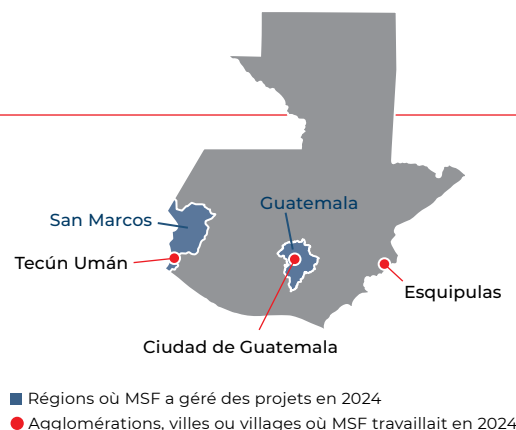 Guatemala
San Marcos
Tecún Umán
Esquipulas
Ciudad de Guatemala
Régions où MSF a géré des projets en 2024
Agglomérations, villes ou villages où MSF travaillait en 2024